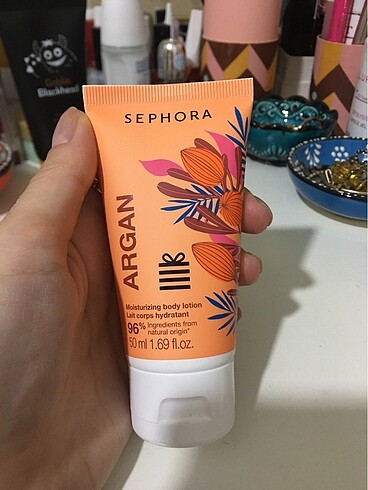 SEPHORA
ARGAN
Moisturizing body lotion
Lait corps hydratant
96% Ingredients from
natural origin*
50 ml 1.69 fl.oz.
Blackhead